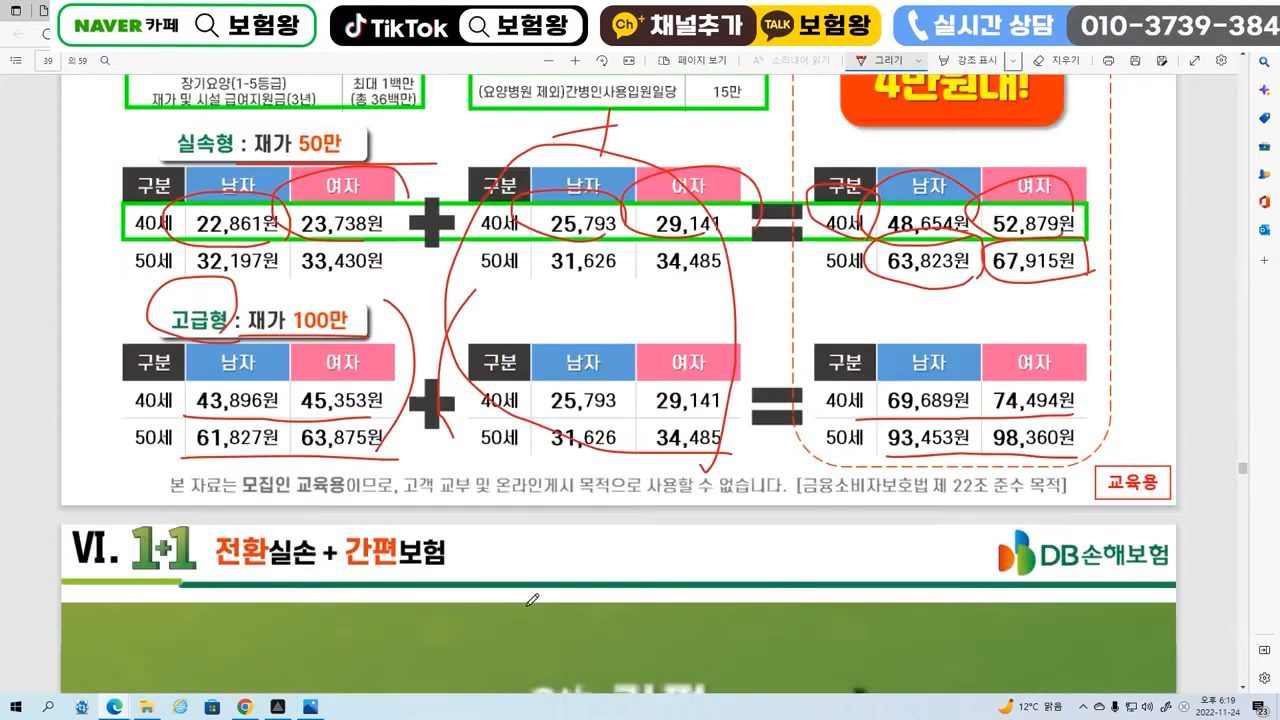 NAVER 카페 보험왕 TikTok 보험왕 Ch+ 채널추가 TALK 보험왕 실시간 상담 010-3739-384
39 의 59 페이지 보기 소리내어 읽기 그리기 강조 표시 지우기
장기요양(1-5등급) 최대 1백만
재가 및 시설 급여지원금(3년) (총 36백만)
(요양병원 제외)간병인사용입원일당 15만
4만원대!
실속형 : 재가 50만
구분 남자 여자 구분 남자 여자 구분 남자 여자
40세 22,861원 23,738원 + 40세 25,793 29,141 = 40세 48,654원 52,879원
50세 32,197원 33,430원 50세 31,626 34,485 50세 63,823원 67,915원
고급형 : 재가 100만
구분 남자 여자 구분 남자 여자 구분 남자 여자
40세 43,896원 45,353원 + 40세 25,793 29,141 = 40세 69,689원 74,494원
50세 61,827원 63,875원 50세 31,626 34,485 50세 93,453원 98,360원
본 자료는 모집인 교육용이므로, 고객 교부 및 온라인게시 목적으로 사용할 수 없습니다. [금융소비자보호법 제 22조 준수 목적]
교육용
VI. 1+1 전환실손 + 간편보험 DB손해보험
12°C 맑음 오후 6:19
2022-11-24
23